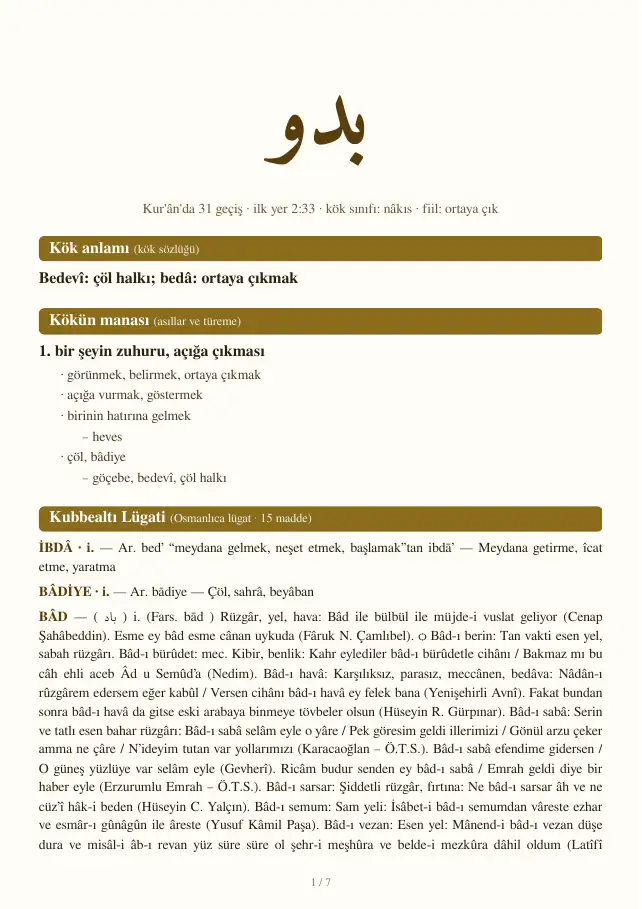 بدو
Kur'ân'da 31 geçiş · ilk yer 2:33 · kök sınıfı: nâkıs · fiil: ortaya çık
Kök anlamı (kök sözlüğü)
Bedevî: çöl halkı; bedâ: ortaya çıkmak
Kökün manası (asıllar ve türeme)
1. bir şeyin zuhuru, açığa çıkması
· görünmek, belirmek, ortaya çıkmak
· açığa vurmak, göstermek
· birinin hatırına gelmek
– heves
· çöl, bâdiye
– göçebe, bedevî, çöl halkı
Kubbealtı Lügati (Osmanlıca lügat · 15 madde)
İBDÂ · i. — Ar. bed’ “meydana gelmek, neşet etmek, başlamak”tan ibdā’ — Meydana getirme, îcat
etme, yaratma
BÂDİYE · i. — Ar. bādiye — Çöl, sahrâ, beyâban
BÂD — ( باد ) i. (Fars. bād ) Rüzgâr, yel, hava: Bâd ile bülbül ile müjde-i vuslat geliyor (Cenap
Şahâbeddin). Esme ey bâd esme cânan uykuda (Fâruk N. Çamlıbel). ѻ Bâd-ı berin: Tan vakti esen yel,
sabah rüzgârı. Bâd-ı bürûdet: mec. Kibir, benlik: Kahr eylediler bâd-ı bürûdetle cihânı / Bakmaz mı bu
câh ehli aceb Âd u Semûd’a (Nedim). Bâd-ı havâ: Karşılıksız, parasız, meccânen, bedâva: Nâdân-ı
rûzgârem edersem eğer kabûl / Versen cihânı bâd-ı havâ ey felek bana (Yenişehirli Avnî). Fakat bundan
sonra bâd-ı havâ da gitse eski arabaya binmeye tövbeler olsun (Hüseyin R. Gürpınar). Bâd-ı sabâ: Serin
ve tatlı esen bahar rüzgârı: Bâd-ı sabâ selâm eyle o yâre / Pek göresim geldi illerimizi / Gönül arzu çeker
amma ne çâre / N’ideyim tutan var yollarımızı (Karacaoğlan – Ö.T.S.). Bâd-ı sabâ efendime gidersen /
O güneş yüzlüye var selâm eyle (Gevherî). Ricâm budur senden ey bâd-ı sabâ / Emrah geldi diye bir
haber eyle (Erzurumlu Emrah – Ö.T.S.). Bâd-ı sarsar: Şiddetli rüzgâr, fırtına: Ne bâd-ı sarsar âh ve ne
cüz’î hâk-i beden (Hüseyin C. Yalçın). Bâd-ı semum: Sam yeli: İsâbet-i bâd-ı semumdan vâreste ezhar
ve esmâr-ı gûnâgûn ile âreste (Yusuf Kâmil Paşa). Bâd-ı vezan: Esen yel: Mânend-i bâd-ı vezan düşe
dura ve misâl-i âb-ı revan yüz süre süre ol şehr-i meşhûra ve belde-i mezkûra dâhil oldum (Latîfî
1 / 7